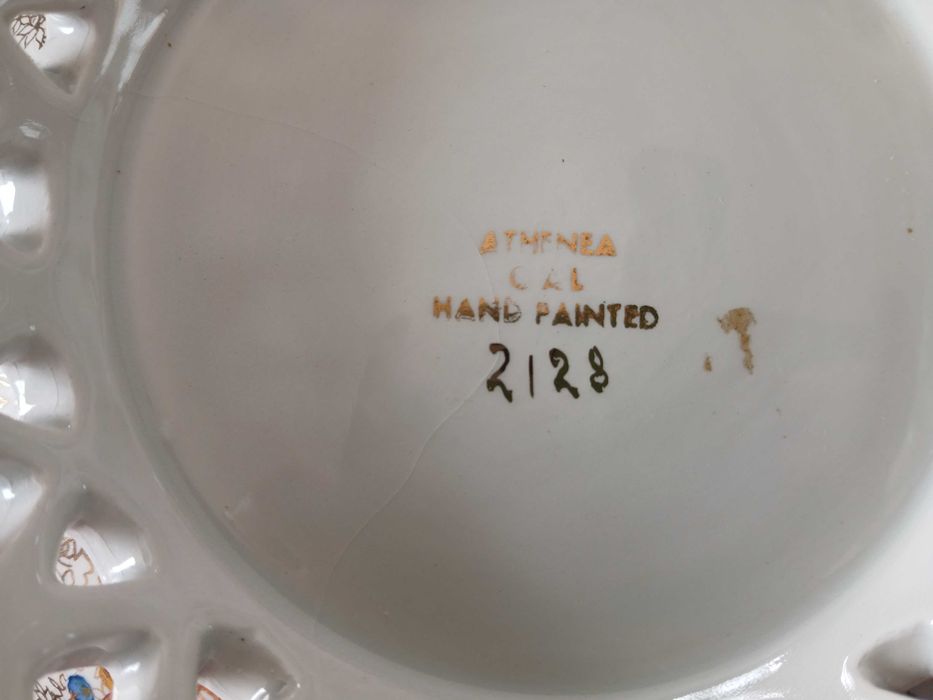 ATHENEA
CAL
HAND PAINTED
2128